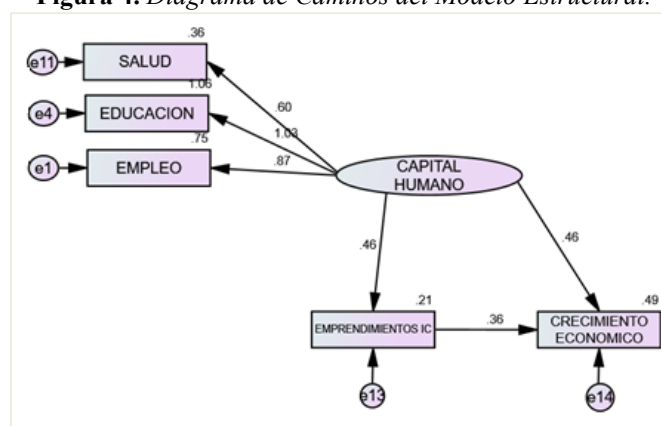 Figura 4. Diagrama de Caminos del Modelo Estructural.
.36
e11
SALUD
1.06
.60
e4
EDUCACION
1.03
.75
e1
EMPLEO
.87
CAPITAL
HUMANO
.46
.46
.21
.49
EMPRENDIMIENTOS IC
.36
CRECIMIENTO
ECONOMICO
e13
e14